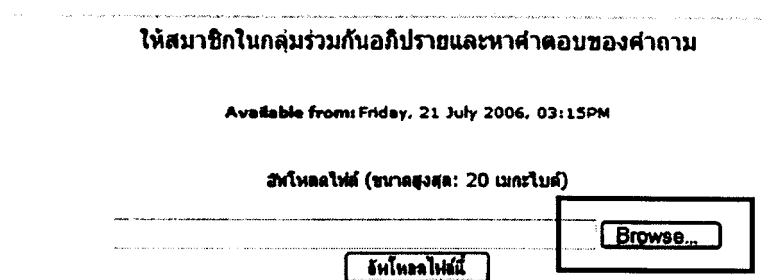 ให้สมาชิกในกลุ่มร่วมกันอภิปรายและหาคำตอบของคำถาม
Available from: Friday, 21 July 2006, 03:15PM
อัพโหลดไฟล์ (ขนาดสูงสุด: 20 เมกะไบต์)
Browse...
อัพโหลดไฟล์นี้